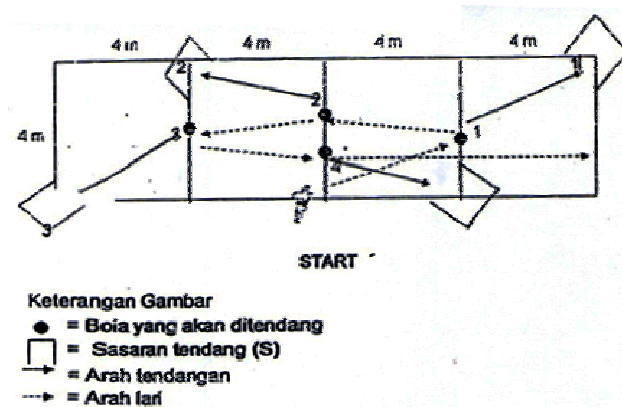 4 m 4 m 4 m 4 m
2 1
2
4 m 3 1
4
3
START
Keterangan Gambar
= Bola yang akan ditendang
= Sasaran tendang (S)
= Arah tendangan
= Arah lari